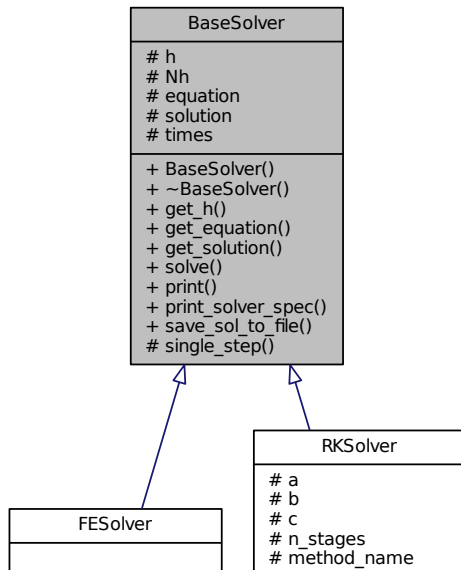 BaseSolver
# h
# Nh
# equation
# solution
# times
+ BaseSolver()
+ ~BaseSolver()
+ get_h()
+ get_equation()
+ get_solution()
+ solve()
+ print()
+ print_solver_spec()
+ save_sol_to_file()
# single_step()
RKSolver
# a
# b
# c
# n_stages
# method_name
FESolver